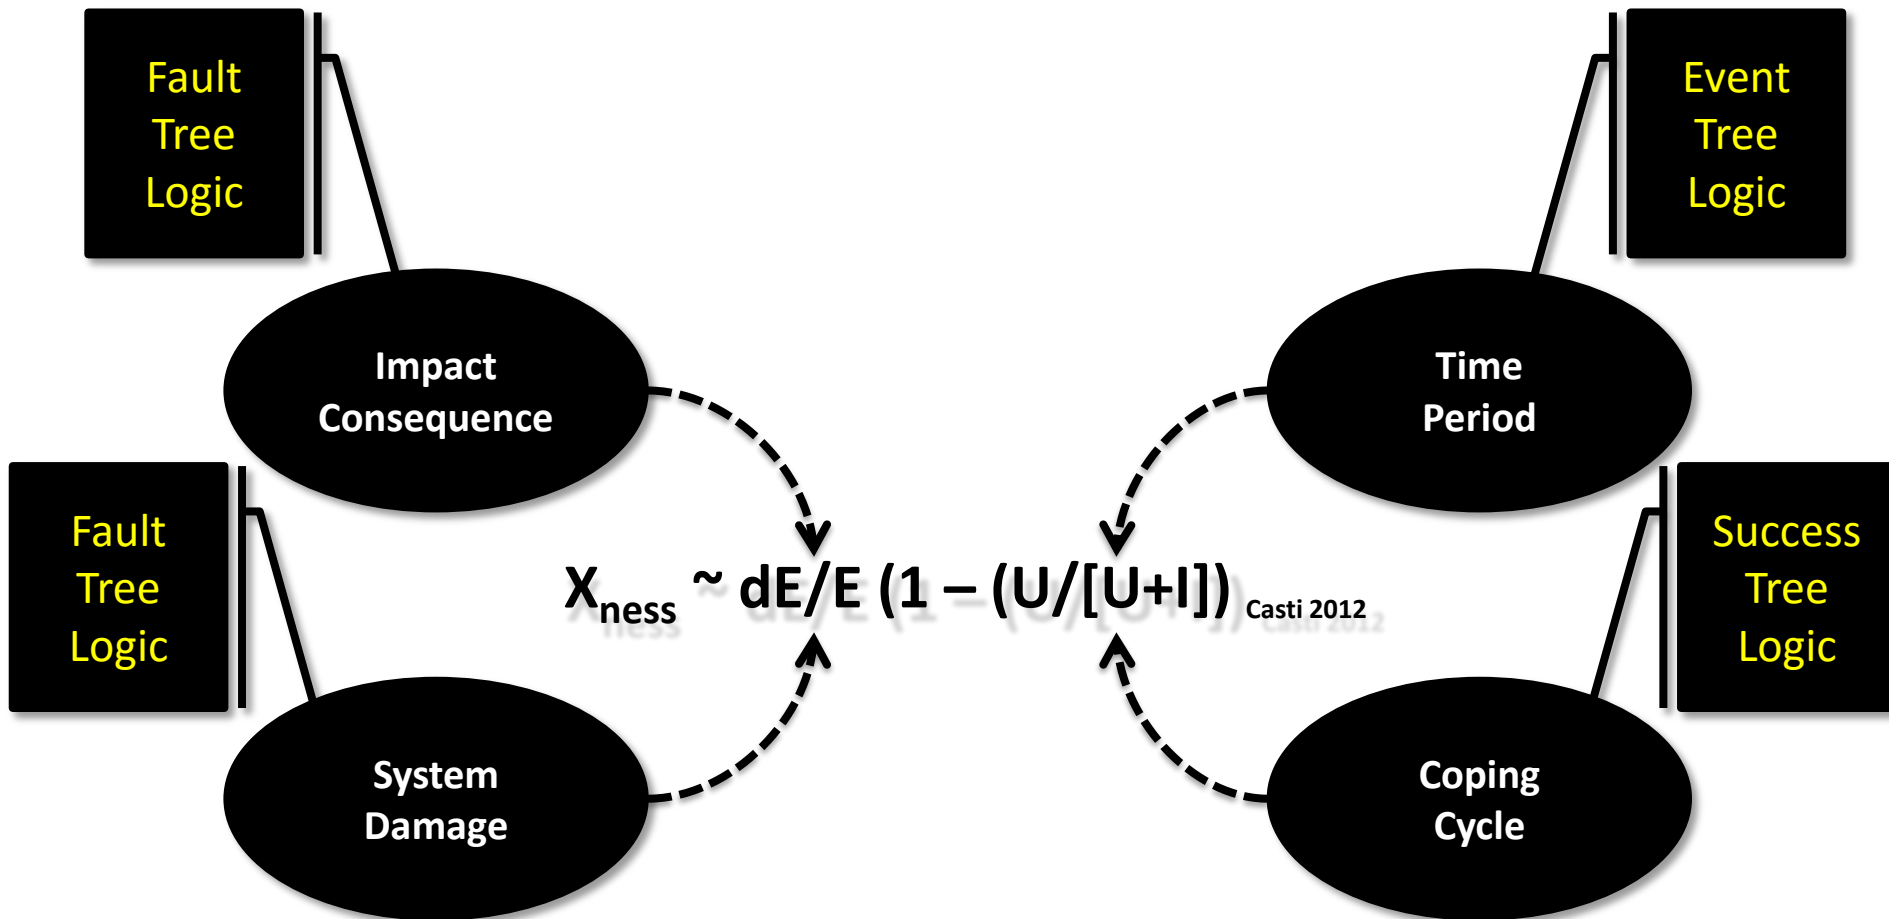 Fault
Tree
Logic
Event
Tree
Logic
Impact
Consequence
Time
Period
Fault
Tree
Logic
Success
Tree
Logic
Xness ~ dE/E (1 – (U/[U+I]) Casti 2012
System
Damage
Coping
Cycle